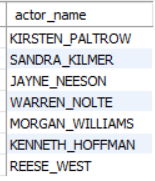 actor_name
KIRSTEN_PALTROW
SANDRA_KILMER
JAYNE_NEESON
WARREN_NOLTE
MORGAN_WILLIAMS
KENNETH_HOFFMAN
REESE_WEST